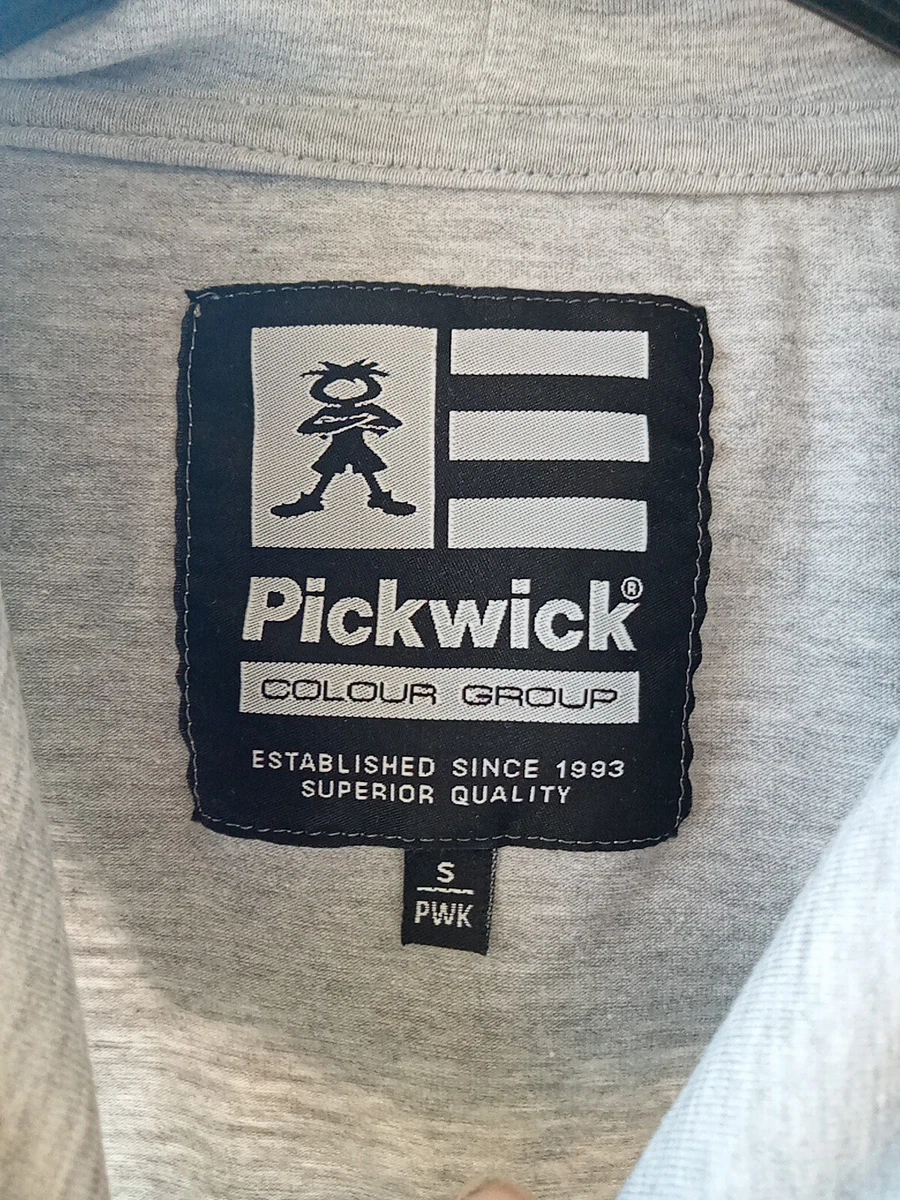 Pickwick®
COLOUR GROUP
ESTABLISHED SINCE 1993
SUPERIOR QUALITY
S
PWK